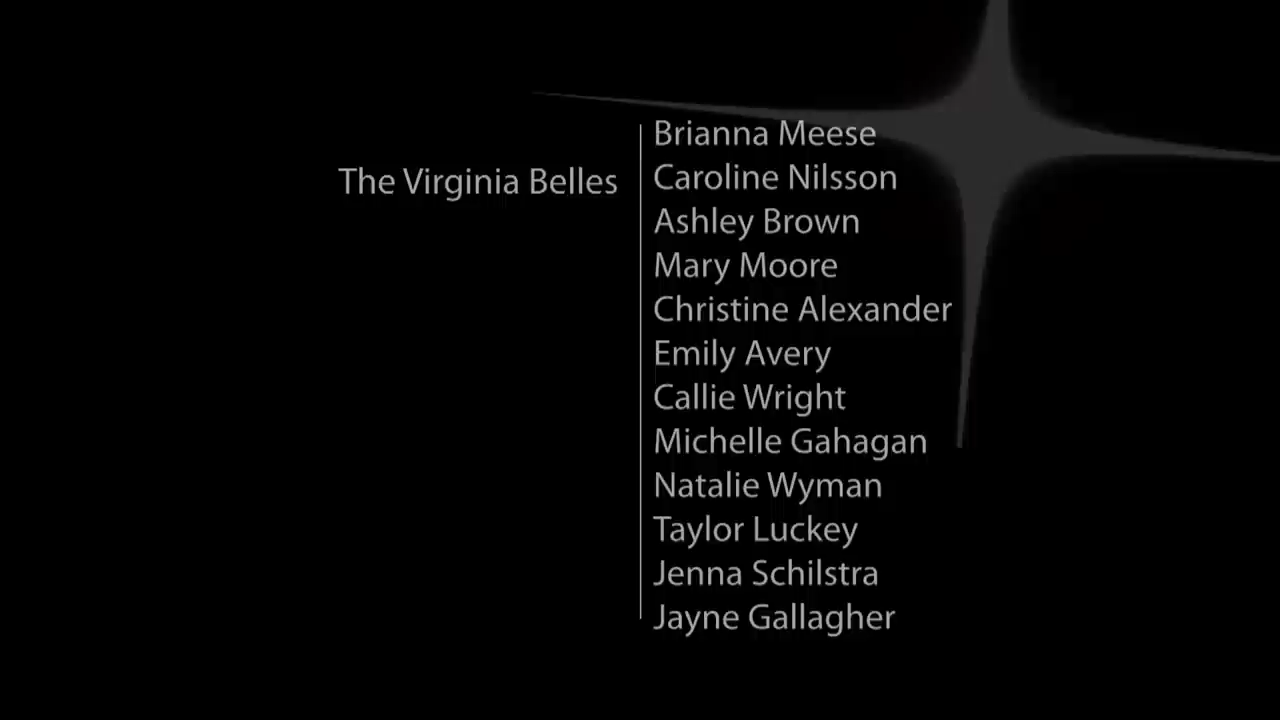 The Virginia Belles
Brianna Meese
Caroline Nilsson
Ashley Brown
Mary Moore
Christine Alexander
Emily Avery
Callie Wright
Michelle Gahagan
Natalie Wyman
Taylor Luckey
Jenna Schilstra
Jayne Gallagher